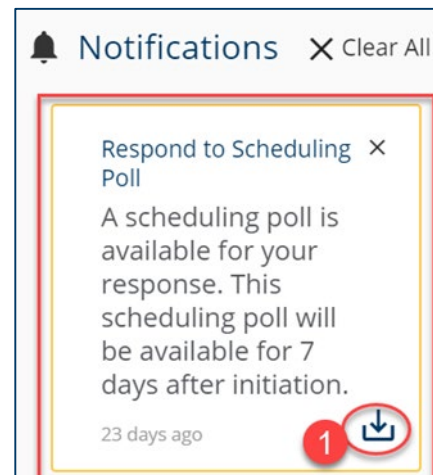 Notifications X Clear All
Respond to Scheduling X
Poll
A scheduling poll is
available for your
response. This
scheduling poll will
be available for 7
days after initiation.
23 days ago
1